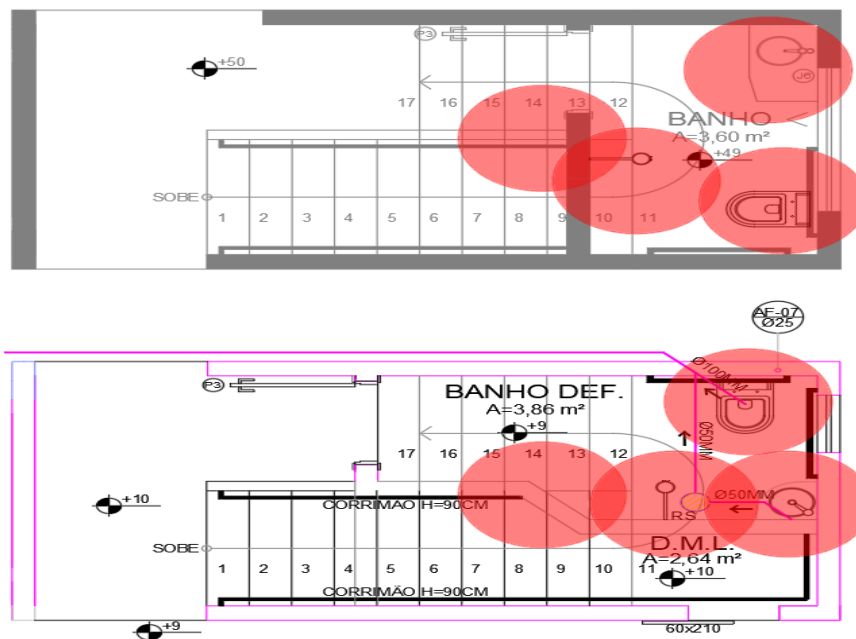 P3
+50
J6
17 16 15 14 13 12
BANHO
A=3,60 m²
+49
SOBE
1 2 3 4 5 6 7 8 9 10 11
AF-07
Ø25
Ø100MM
P3
BANHO DEF.
A=3,86 m²
+9
Ø50MM
17 16 15 14 13 12
+10
CORRIMÃO H=90CM
Ø50MM
RS
SOBE
D.M.L.
A=2,64 m²
1 2 3 4 5 6 7 8 9 10 11
+10
CORRIMÃO H=90CM
+9
60x210